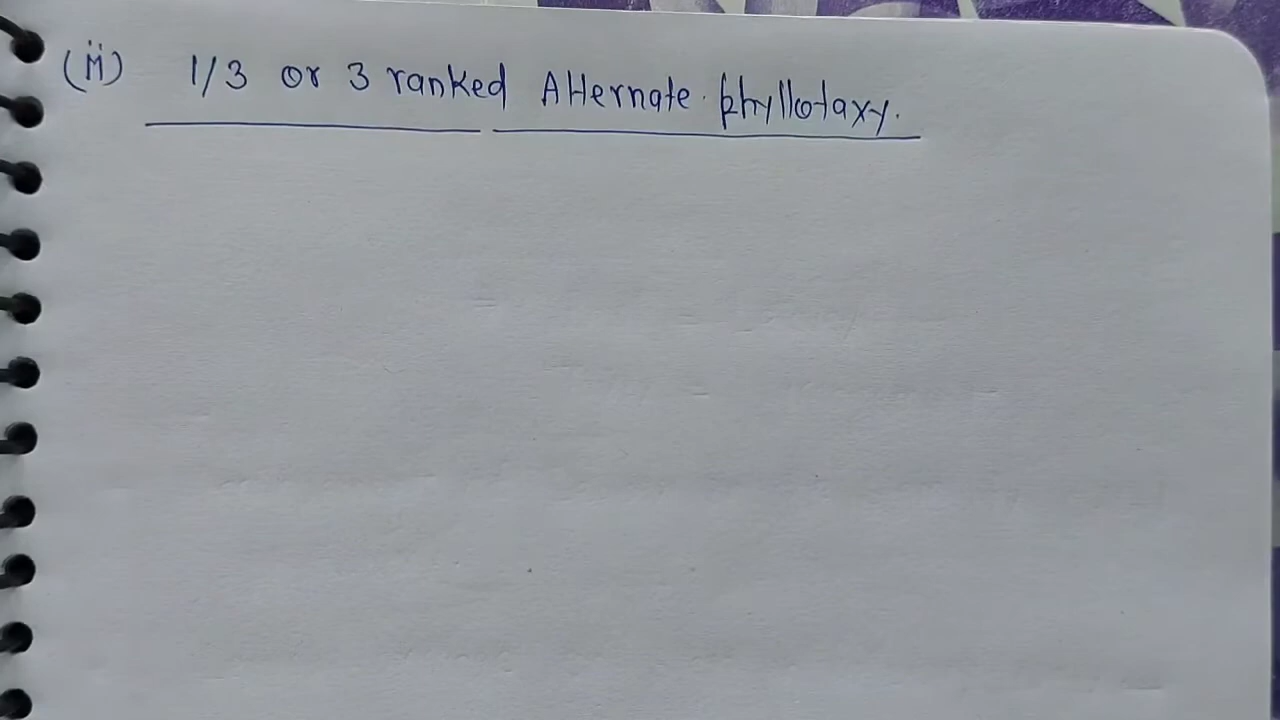 (ii) 1/3 or 3 ranked Alternate phyllotaxy.